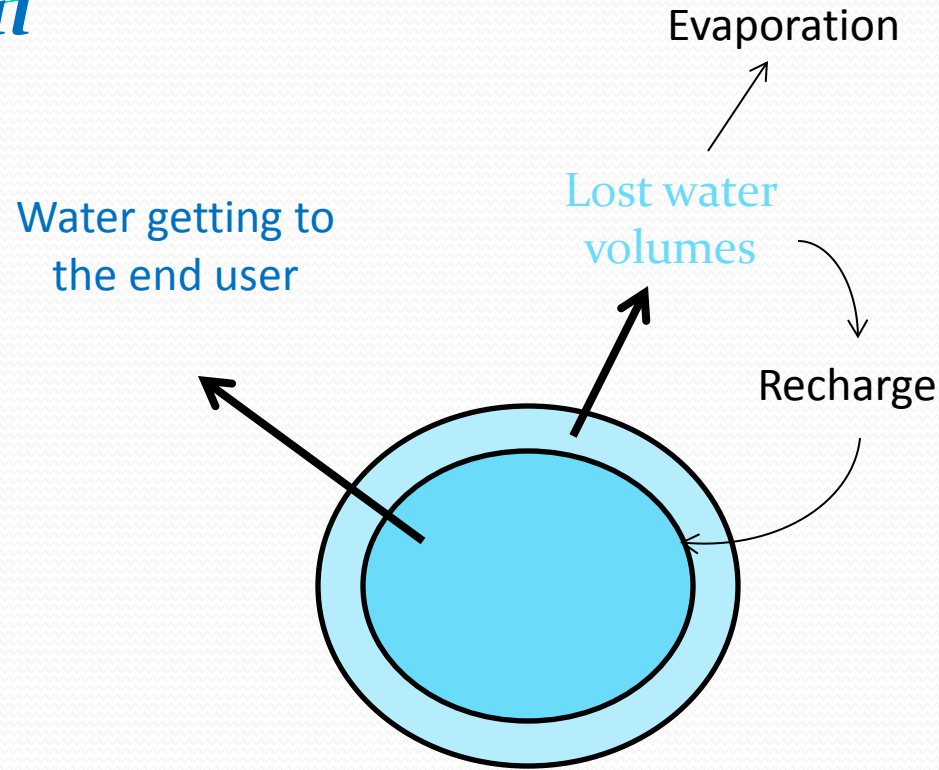 Evaporation
Lost water
volumes
Water getting to
the end user
Recharge